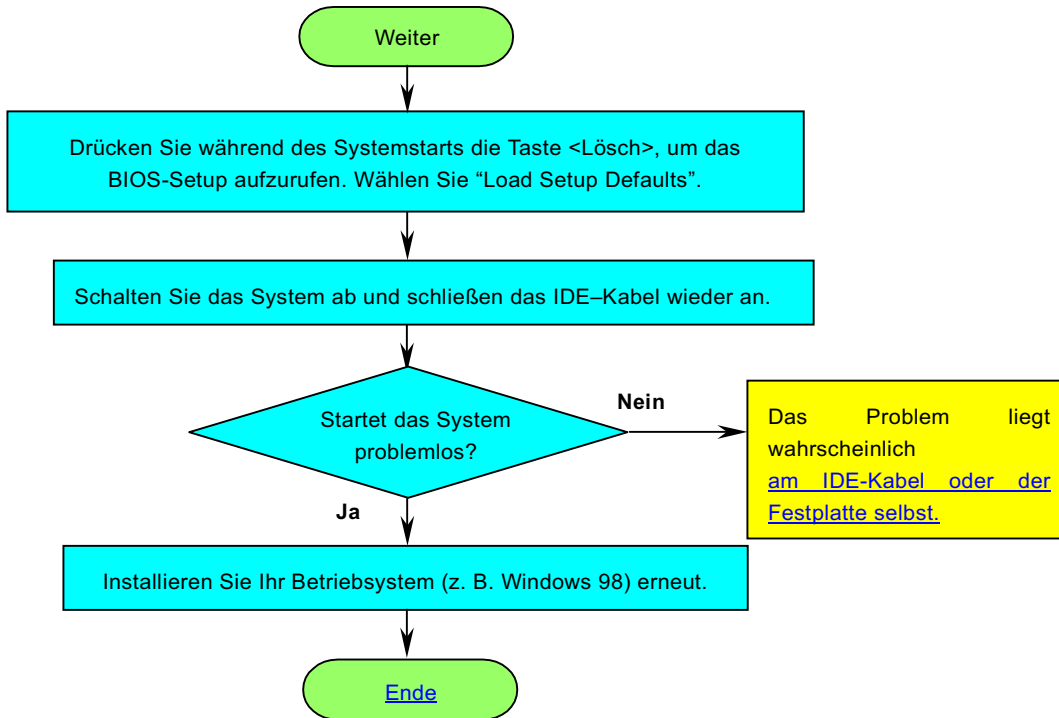 Weiter
Drücken Sie während des Systemstarts die Taste <Lösch>, um das
BIOS-Setup aufzurufen. Wählen Sie “Load Setup Defaults”.
Schalten Sie das System ab und schließen das IDE–Kabel wieder an.
Startet das System
problemlos?
Nein
Das Problem liegt
wahrscheinlich
am IDE-Kabel oder der
Festplatte selbst.
Ja
Installieren Sie Ihr Betriebsystem (z. B. Windows 98) erneut.
Ende